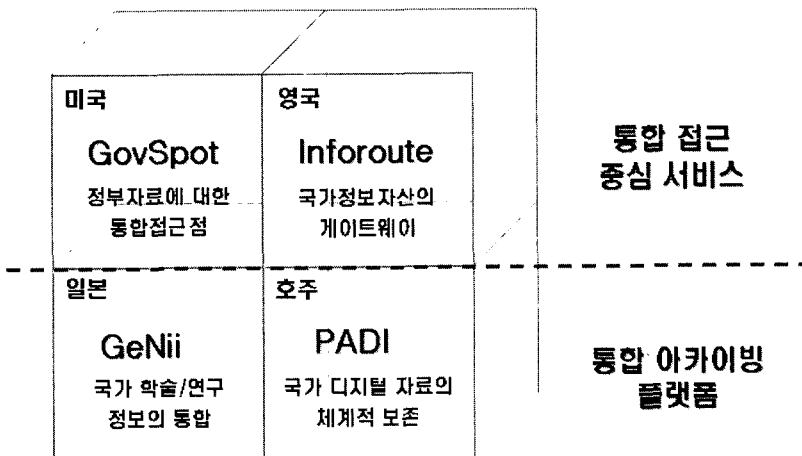 미국
GovSpot
정부자료에 대한
통합접근점
영국
Inforoute
국가정보자산의
게이트웨이
통합 접근
중심 서비스
일본
GeNii
국가 학술/연구
정보의 통합
호주
PADI
국가 디지털 자료의
체계적 보존
통합 아카이빙
플랫폼